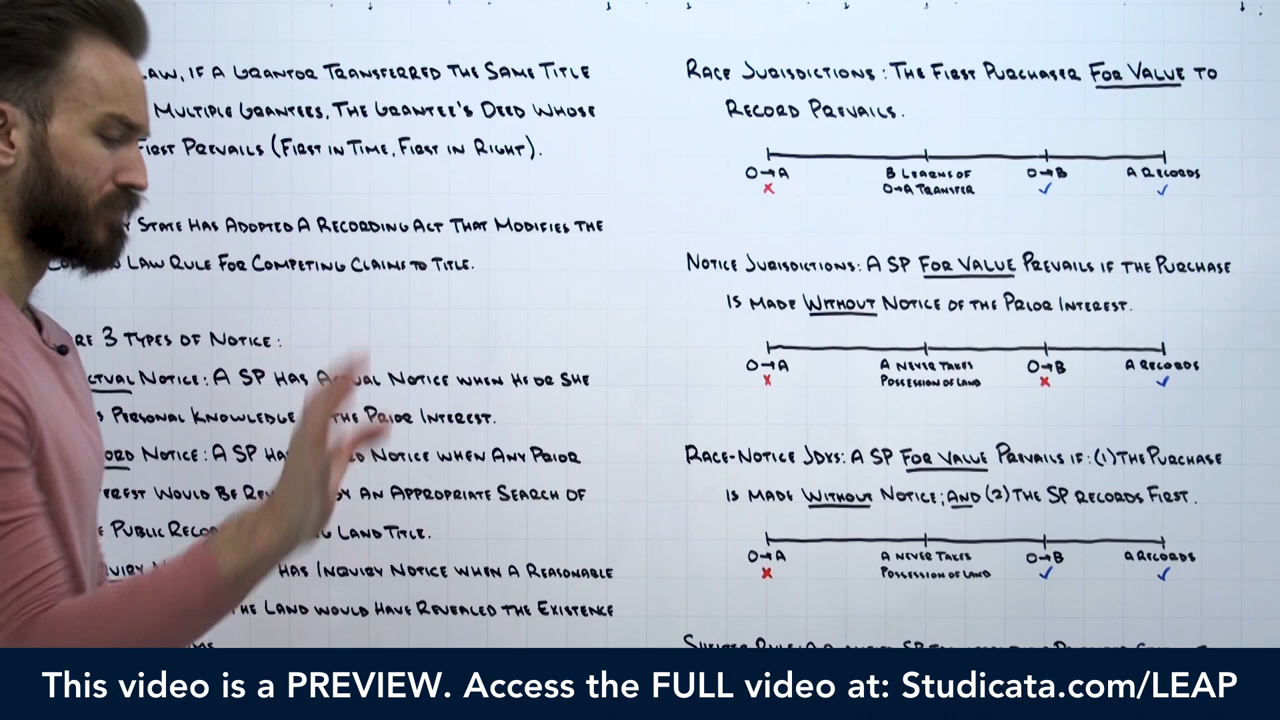 LAW, IF A GRANTOR TRANSFERRED THE SAME TITLE
MULTIPLE GRANTEES, THE GRANTEE'S DEED WHOSE
FIRST PREVAILS (FIRST IN TIME, FIRST IN RIGHT).
STATE HAS ADOPTED A RECORDING ACT THAT MODIFIES THE
LAW RULE FOR COMPETING CLAIMS TO TITLE.
3 TYPES OF NOTICE:
NOTICE: A SP HAS ACTUAL NOTICE WHEN HE OR SHE
PERSONAL KNOWLEDGE THE PRIOR INTEREST.
NOTICE: A SP NOTICE WHEN ANY PRIOR
WOULD BE AN APPROPRIATE SEARCH OF
PUBLIC LAND TITLE.
HAS INQUIRY NOTICE WHEN A REASONABLE
THE LAND WOULD HAVE REVEALED THE EXISTENCE
RACE JURISDICTIONS: THE FIRST PURCHASER FOR VALUE TO
RECORD PREVAILS.
O→A B LEARNS OF O→B A RECORDS
O→A TRANSFER
NOTICE JURISDICTIONS: A SP FOR VALUE PREVAILS IF THE PURCHASE
IS MADE WITHOUT NOTICE OF THE PRIOR INTEREST.
O→A A NEVER TAKES O→B A RECORDS
POSSESSION OF LAND
RACE-NOTICE JDXS: A SP FOR VALUE PREVAILS IF: (1) THE PURCHASE
IS MADE WITHOUT NOTICE; AND (2) THE SP RECORDS FIRST.
O→A A NEVER TAKES O→B A RECORDS
POSSESSION OF LAND
This video is a PREVIEW. Access the FULL video at: Studicata.com/LEAP